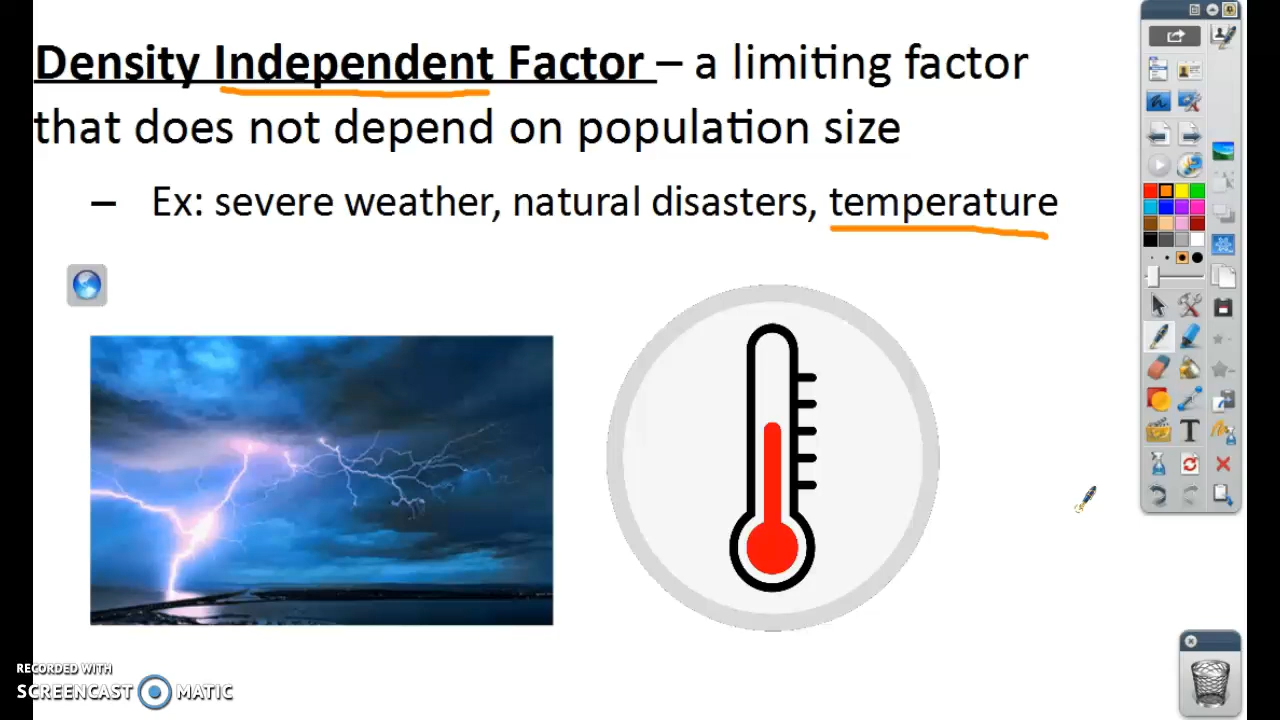 Density Independent Factor – a limiting factor
that does not depend on population size
– Ex: severe weather, natural disasters, temperature
T
RECORDED WITH
SCREENCAST MATIC